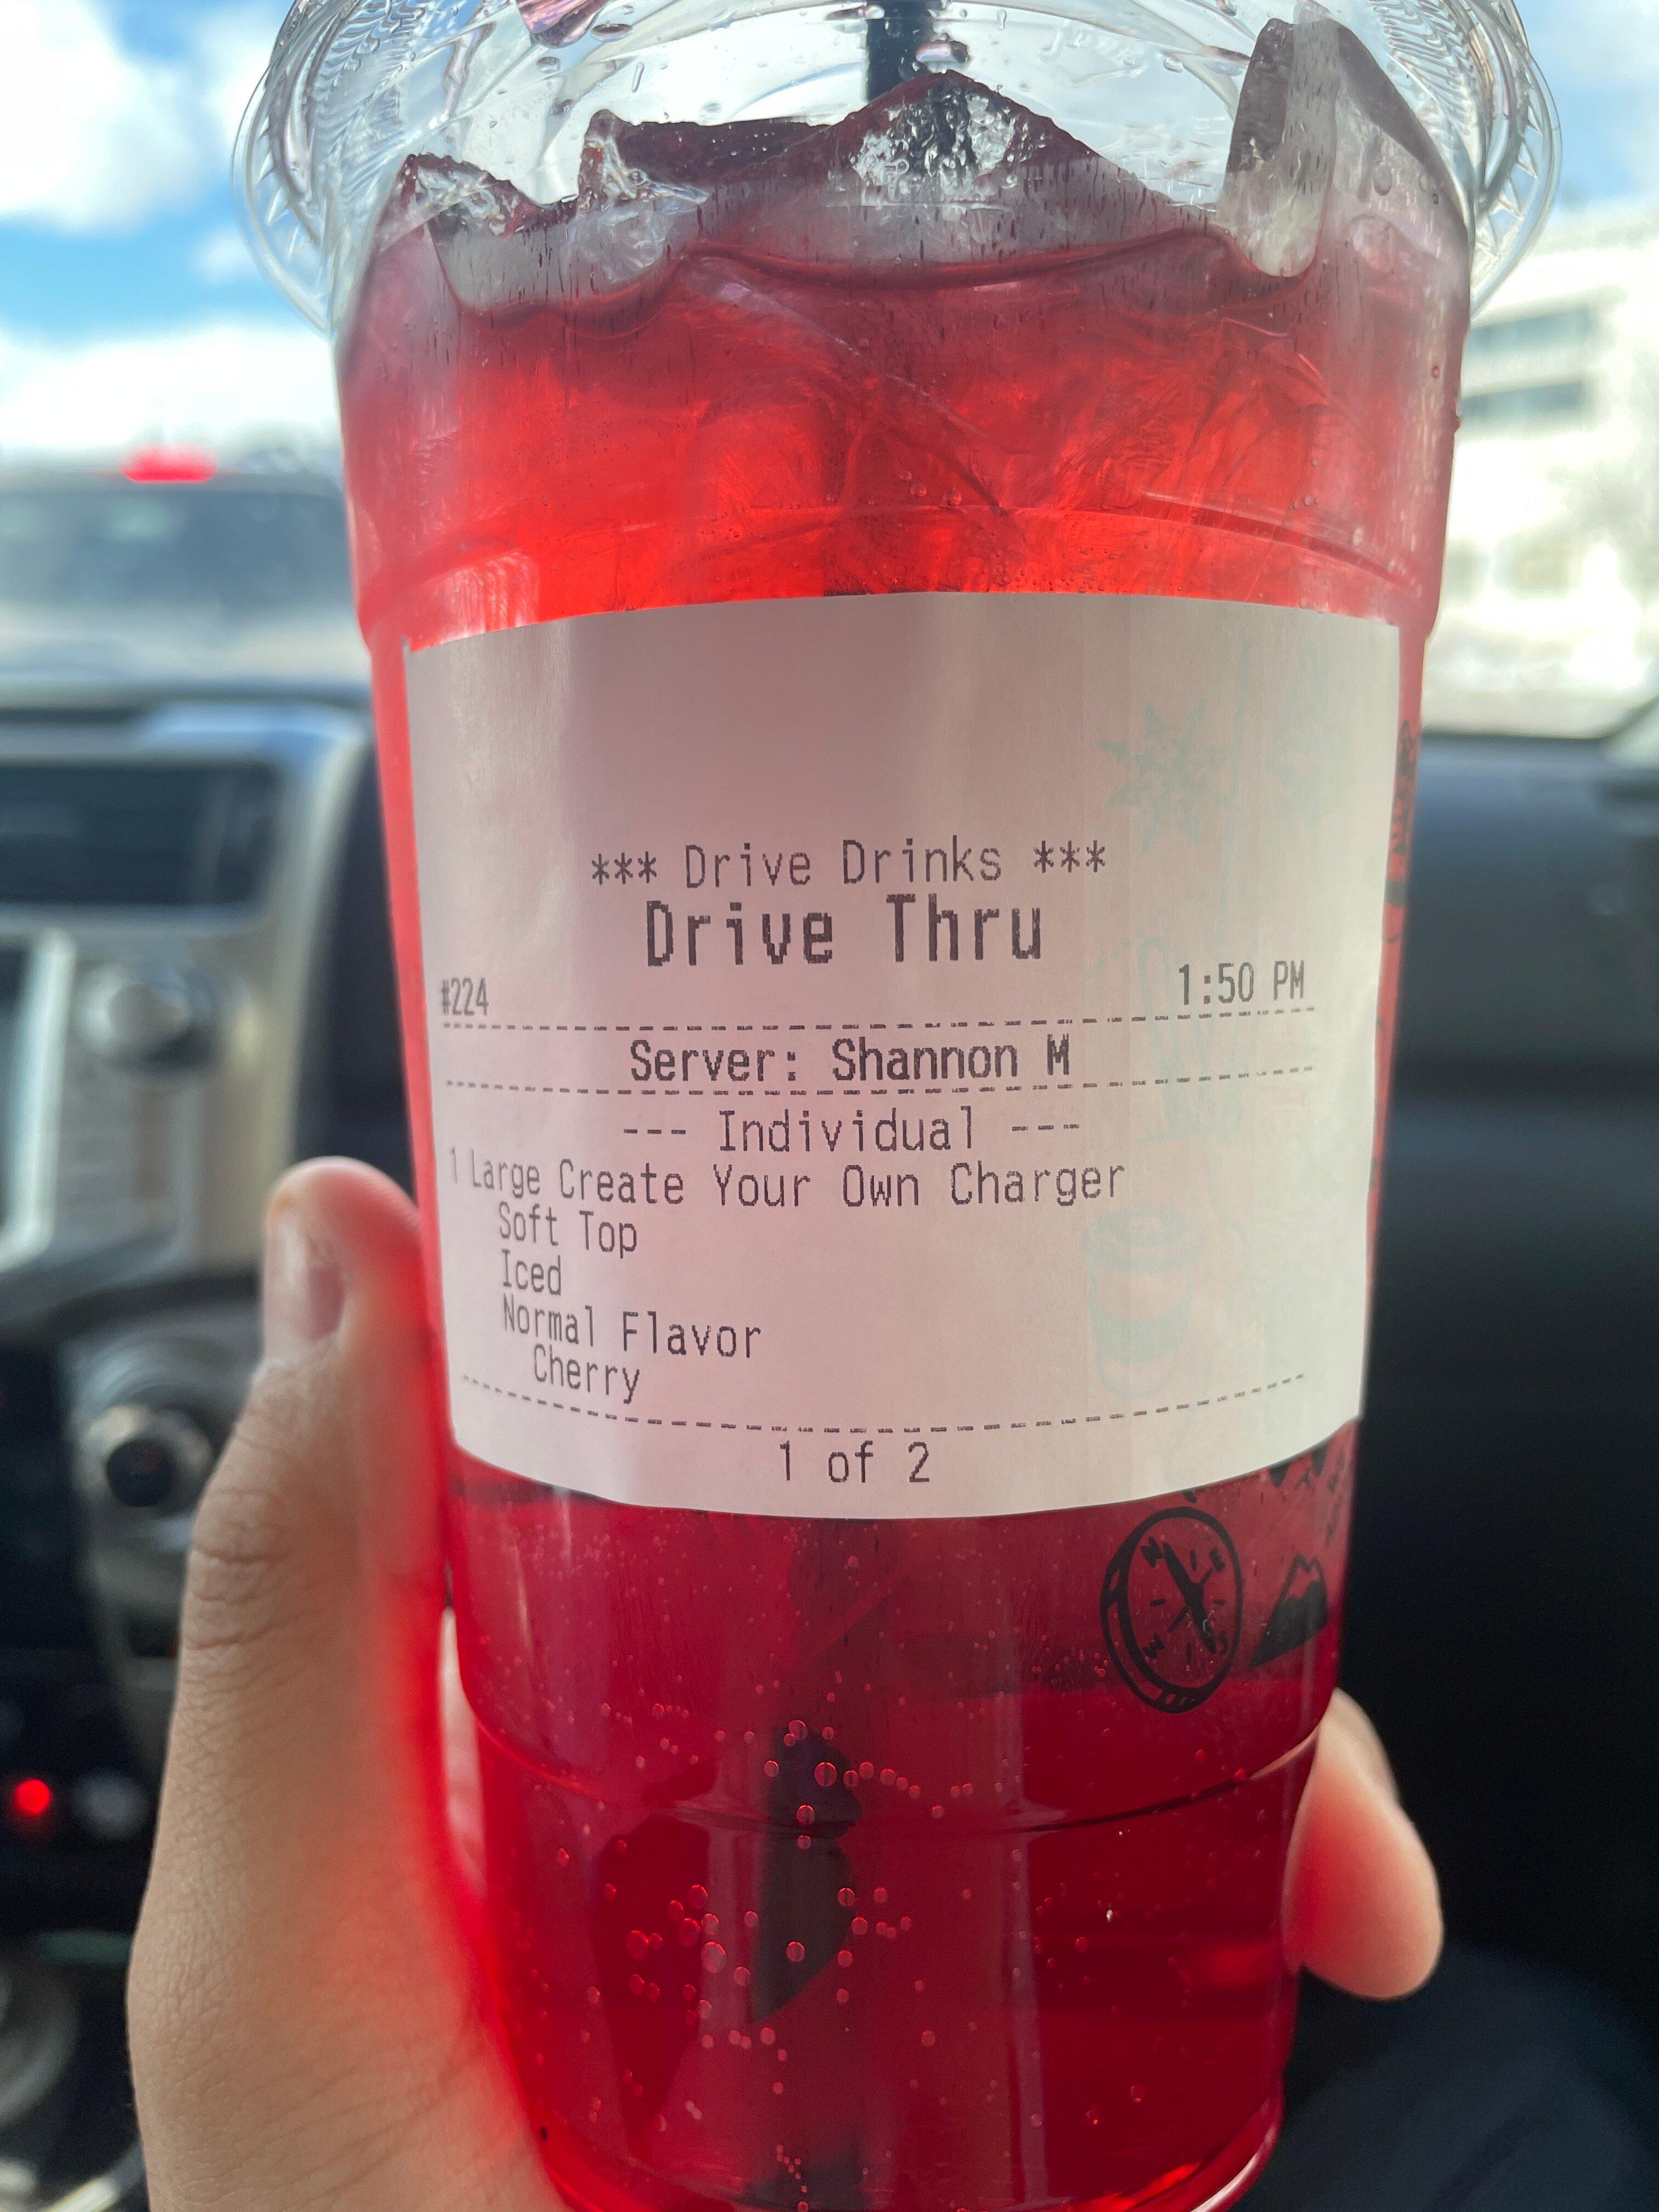 *** Drive Drinks ***
Drive Thru
#224 1:50 PM
Server: Shannon M
--- Individual ---
1 Large Create Your Own Charger
Soft Top
Iced
Normal Flavor
Cherry
1 of 2
N E
W S